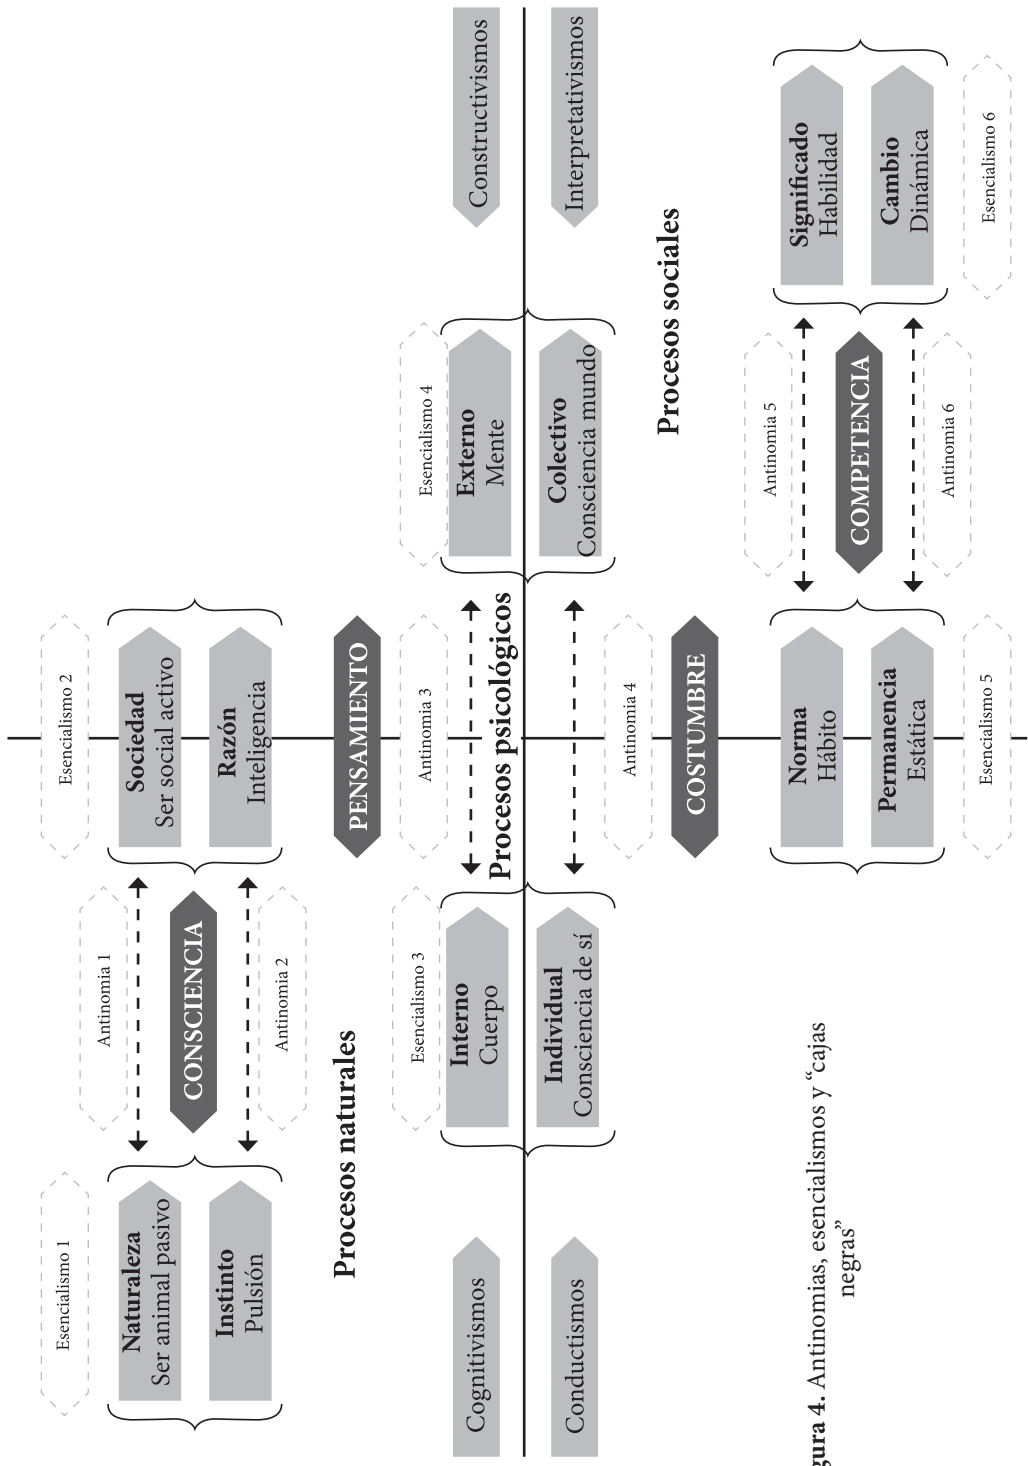 Esencialismo 1
Esencialismo 2
Antinomia 1
Naturaleza
Ser animal pasivo
Sociedad
Ser social activo
CONSCIENCIA
Instinto
Pulsión
Razón
Inteligencia
Antinomia 2
Procesos naturales
PENSAMIENTO
Esencialismo 3
Antinomia 3
Esencialismo 4
Cognitivismos
Interno
Cuerpo
Externo
Mente
Constructivismos
Procesos psicológicos
Conductismos
Individual
Consciencia de sí
Colectivo
Consciencia mundo
Interpretativismos
Antinomia 4
Procesos sociales
COSTUMBRE
Antinomia 5
Norma
Hábito
Significado
Habilidad
COMPETENCIA
Permanencia
Estática
Cambio
Dinámica
Antinomia 6
Esencialismo 5
Esencialismo 6
gura 4. Antinomias, esencialismos y “cajas
negras”